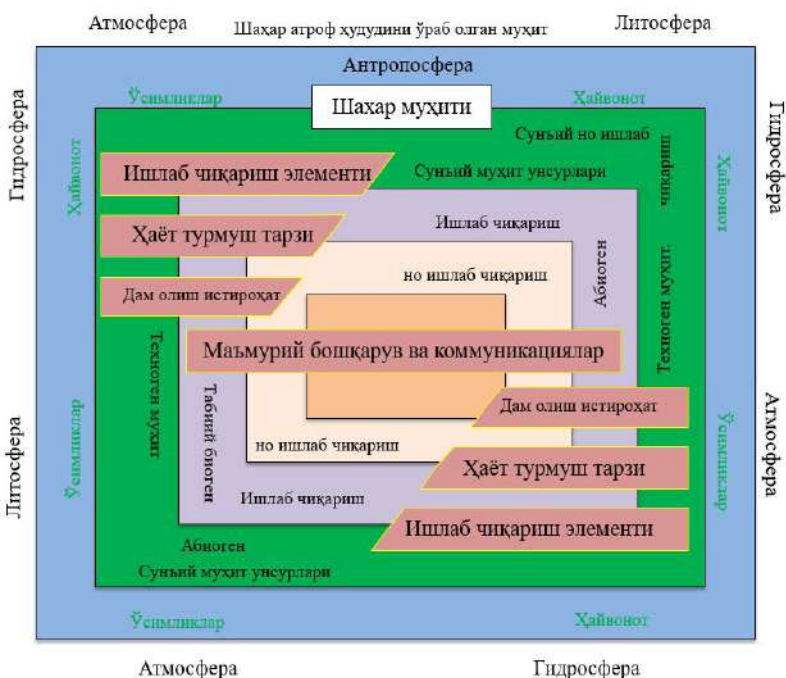 Атмосфера
Шаҳар атроф ҳудудини ўраб олган муҳит
Литосфера
Антропосфера
Ўсимликлар
Ҳайвонот
Шаҳар муҳити
Гидросфера
Гидросфера
Ҳайвонот
Ҳайвонот
Сунъий но ишлаб
чиқариш
Сунъий муҳит унсурлари
Ишлаб чиқариш элементи
Ишлаб чиқариш
Ҳаёт турмуш тарзи
но ишлаб чиқариш
Абиоген
Техноген муҳит.
Дам олиш истироҳат
Маъмурий бошқарув ва коммуникациялар
Техноген муҳит
Табиий биоген
Дам олиш истироҳат
но ишлаб чиқариш
Ҳаёт турмуш тарзи
Ишлаб чиқариш
Ишлаб чиқариш элементи
Литосфера
Ўсимликлар
Ўсимликлар
Атмосфера
Абиоген
Сунъий муҳит унсурлари
Ўсимликлар
Ҳайвонот
Атмосфера
Гидросфера